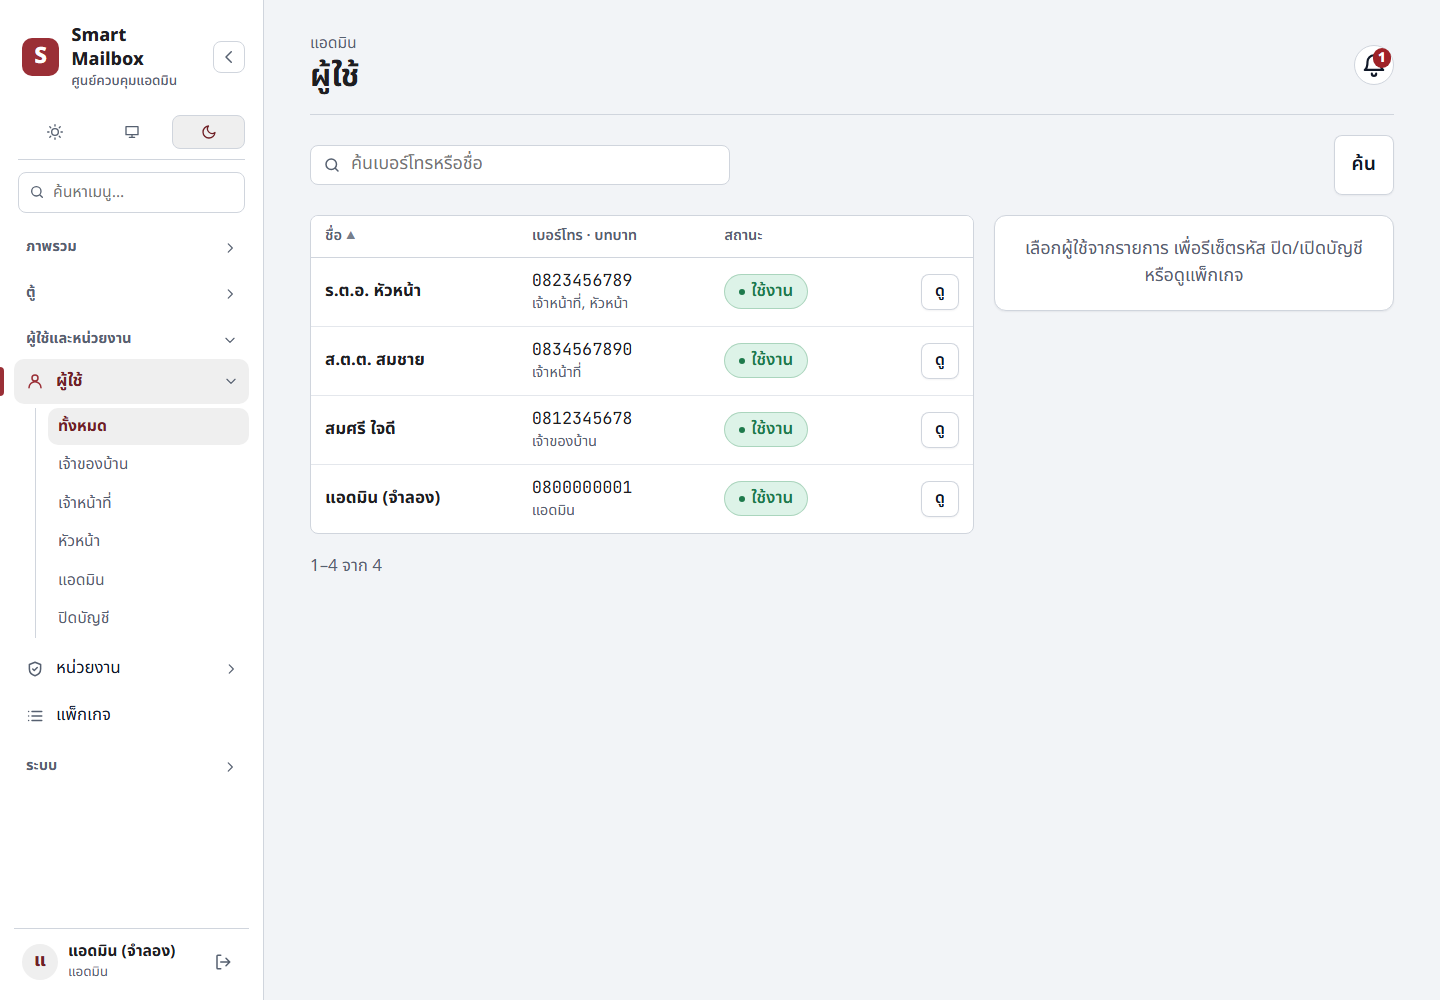 S
Smart
Mailbox
ศูนย์ควบคุมแอดมิน
ค้นหาเมนู...
ภาพรวม
ตู้
ผู้ใช้และหน่วยงาน
ผู้ใช้
ทั้งหมด
เจ้าของบ้าน
เจ้าหน้าที่
หัวหน้า
แอดมิน
ปิดบัญชี
หน่วยงาน
แพ็กเกจ
ระบบ
แ
แอดมิน (จำลอง)
แอดมิน
แอดมิน
ผู้ใช้
1
ค้นเบอร์โทรหรือชื่อ
ค้น
ชื่อ ▲ เบอร์โทร · บทบาท สถานะ
ร.ต.อ. หัวหน้า 0823456789 ใช้งาน ดู
เจ้าหน้าที่, หัวหน้า
ส.ต.ต. สมชาย 0834567890 ใช้งาน ดู
เจ้าหน้าที่
สมศรี ใจดี 0812345678 ใช้งาน ดู
เจ้าของบ้าน
แอดมิน (จำลอง) 0800000001 ใช้งาน ดู
แอดมิน
1–4 จาก 4
เลือกผู้ใช้จากรายการ เพื่อรีเซ็ตรหัส ปิด/เปิดบัญชี
หรือดูแพ็กเกจ